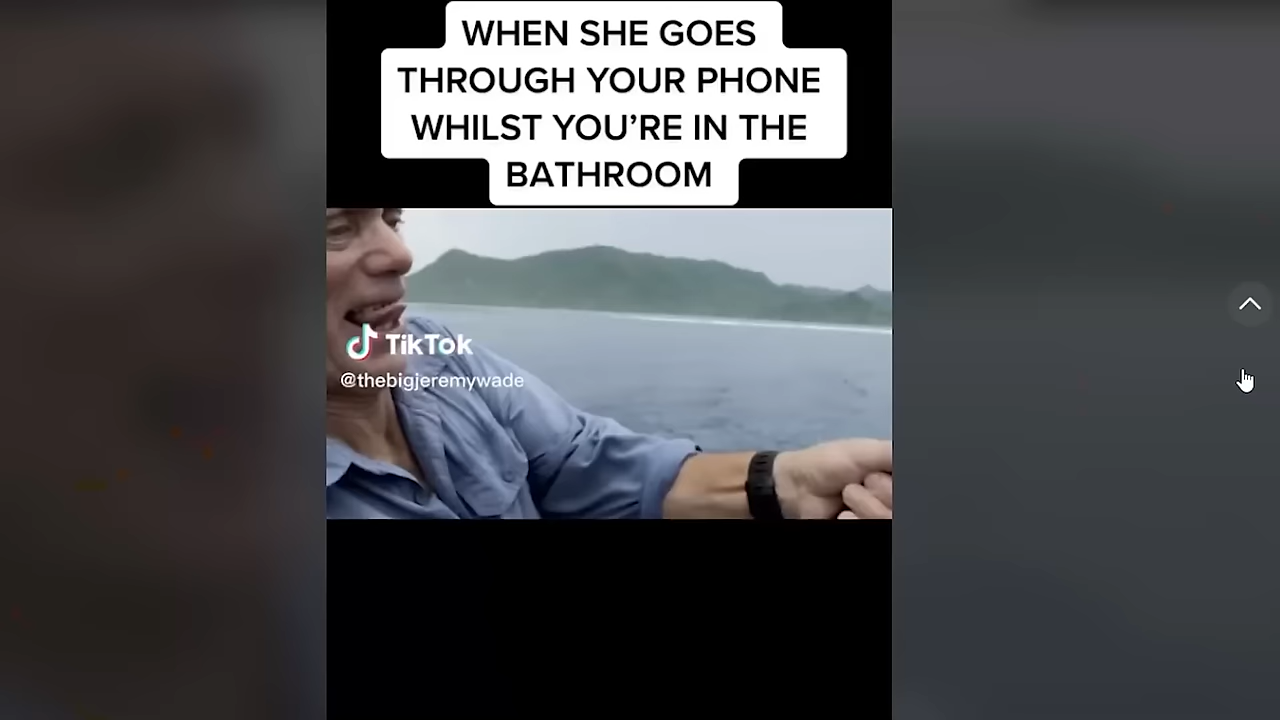 WHEN SHE GOES
THROUGH YOUR PHONE
WHILST YOU'RE IN THE
BATHROOM
TikTok
@thebigjeremywade